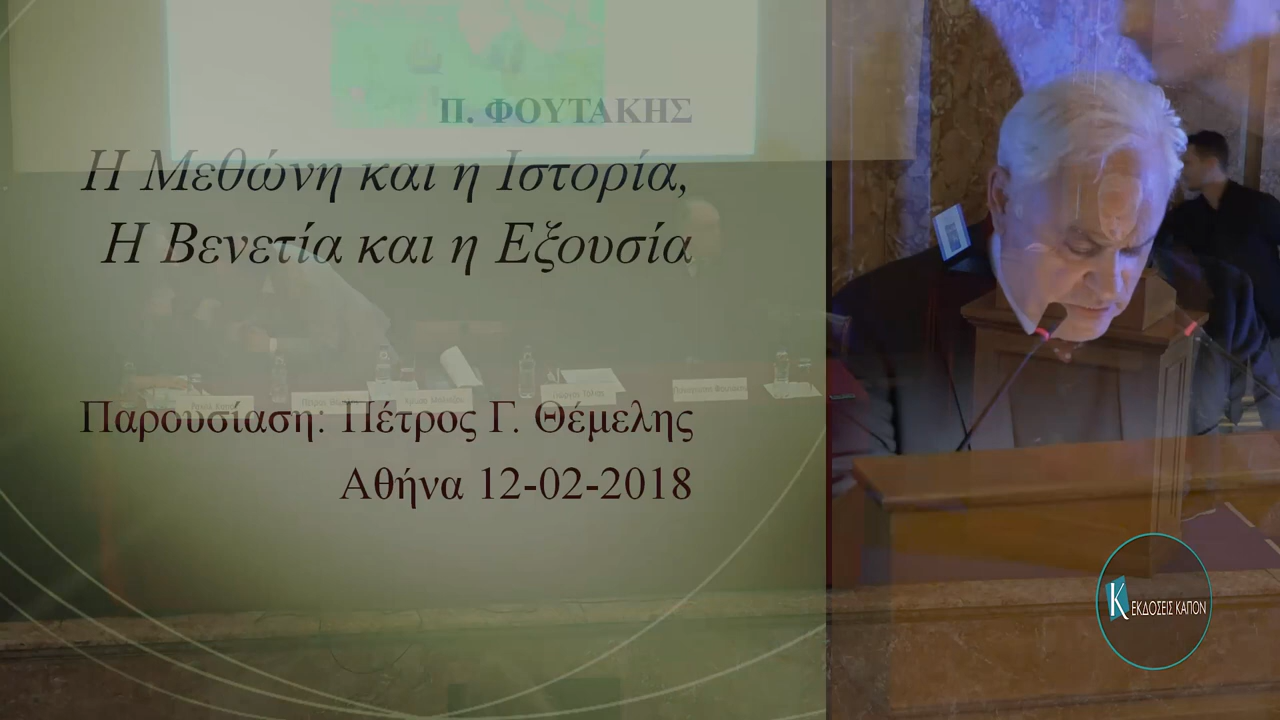 Π. ΦΟΥΤΑΚΗΣ
Η Μεθώνη και η Ιστορία,
Η Βενετία και η Εξουσία
Παρουσίαση: Πέτρος Γ. Θέμελης
Αθήνα 12-02-2018
Κ ΕΚΔΟΣΕΙΣ ΚΑΠΟΝ